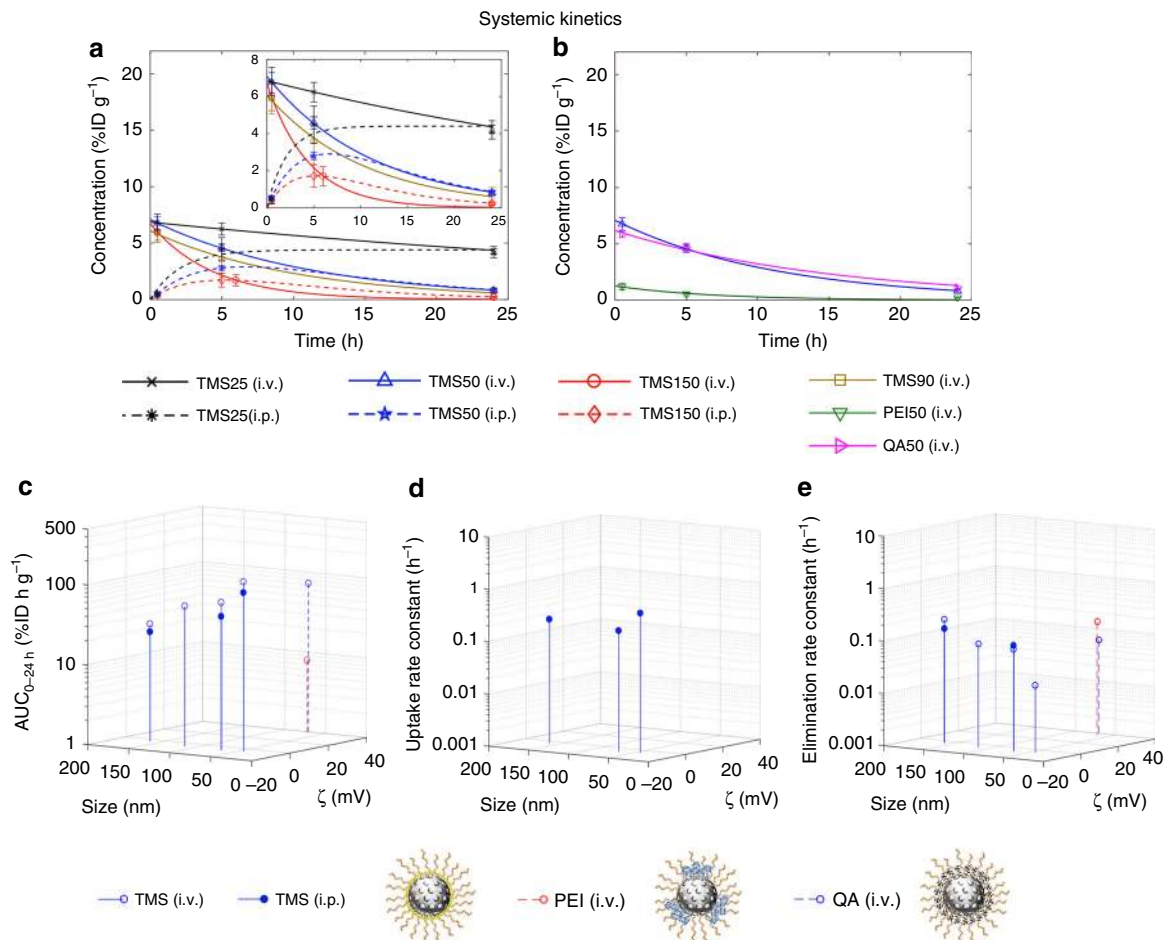 Systemic kinetics
a
b
Concentration (%ID g⁻¹)
20
15
10
5
0
0 5 10 15 20 25
Time (h)
8
6
4
2
0
0 5 10 15 20 25
Concentration (%ID g⁻¹)
20
15
10
5
0
0 5 10 15 20 25
Time (h)
TMS25 (i.v.) TMS50 (i.v.) TMS150 (i.v.) TMS90 (i.v.)
TMS25(i.p.) TMS50 (i.p.) TMS150 (i.p.) PEI50 (i.v.)
QA50 (i.v.)
c
d
e
AUC₀₋₂₄ ₕ (%ID h g⁻¹)
500
100
10
1
200 150 100 50 0 –20 0 20 40
Size (nm)
ζ (mV)
Uptake rate constant (h⁻¹)
10
1
0.1
0.01
0.001
200 150 100 50 0 –20 0 20 40
Size (nm)
ζ (mV)
Elimination rate constant (h⁻¹)
10
1
0.1
0.01
0.001
200 150 100 50 0 –20 0 20 40
Size (nm)
ζ (mV)
TMS (i.v.) TMS (i.p.) PEI (i.v.) QA (i.v.)